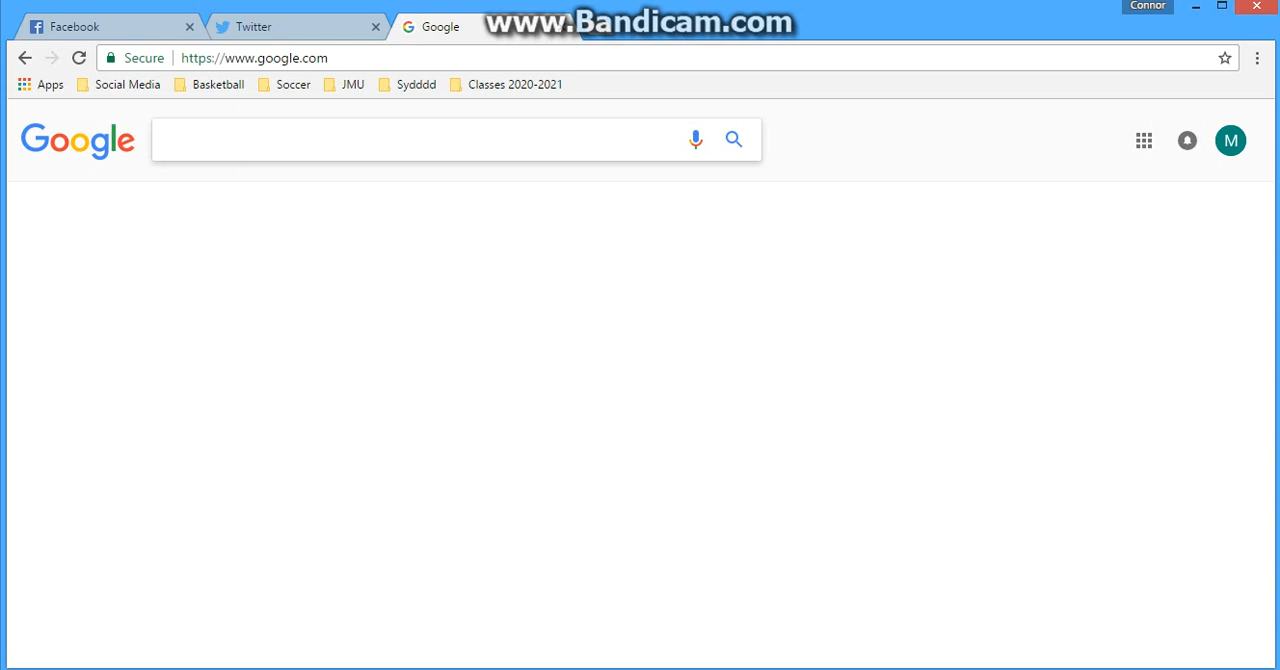 Connor
Facebook Twitter Google www.Bandicam.com
Secure https://www.google.com
Apps Social Media Basketball Soccer JMU Sydddd Classes 2020-2021
Google M